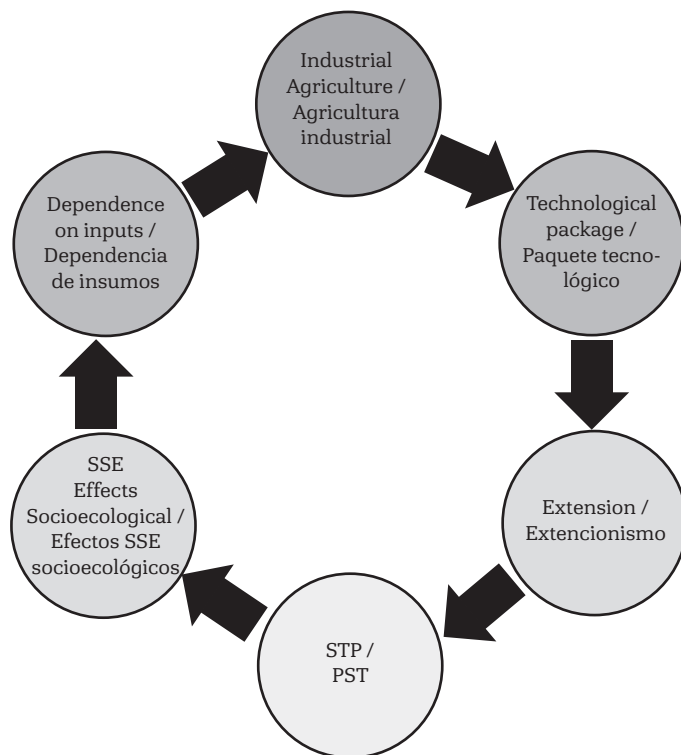 Industrial
Agriculture /
Agricultura
industrial
Technological
package /
Paquete tecno-
lógico
Extension /
Extencionismo
STP /
PST
SSE
Effects
Socioecological /
Efectos SSE
socioecológicos
Dependence
on inputs /
Dependencia
de insumos